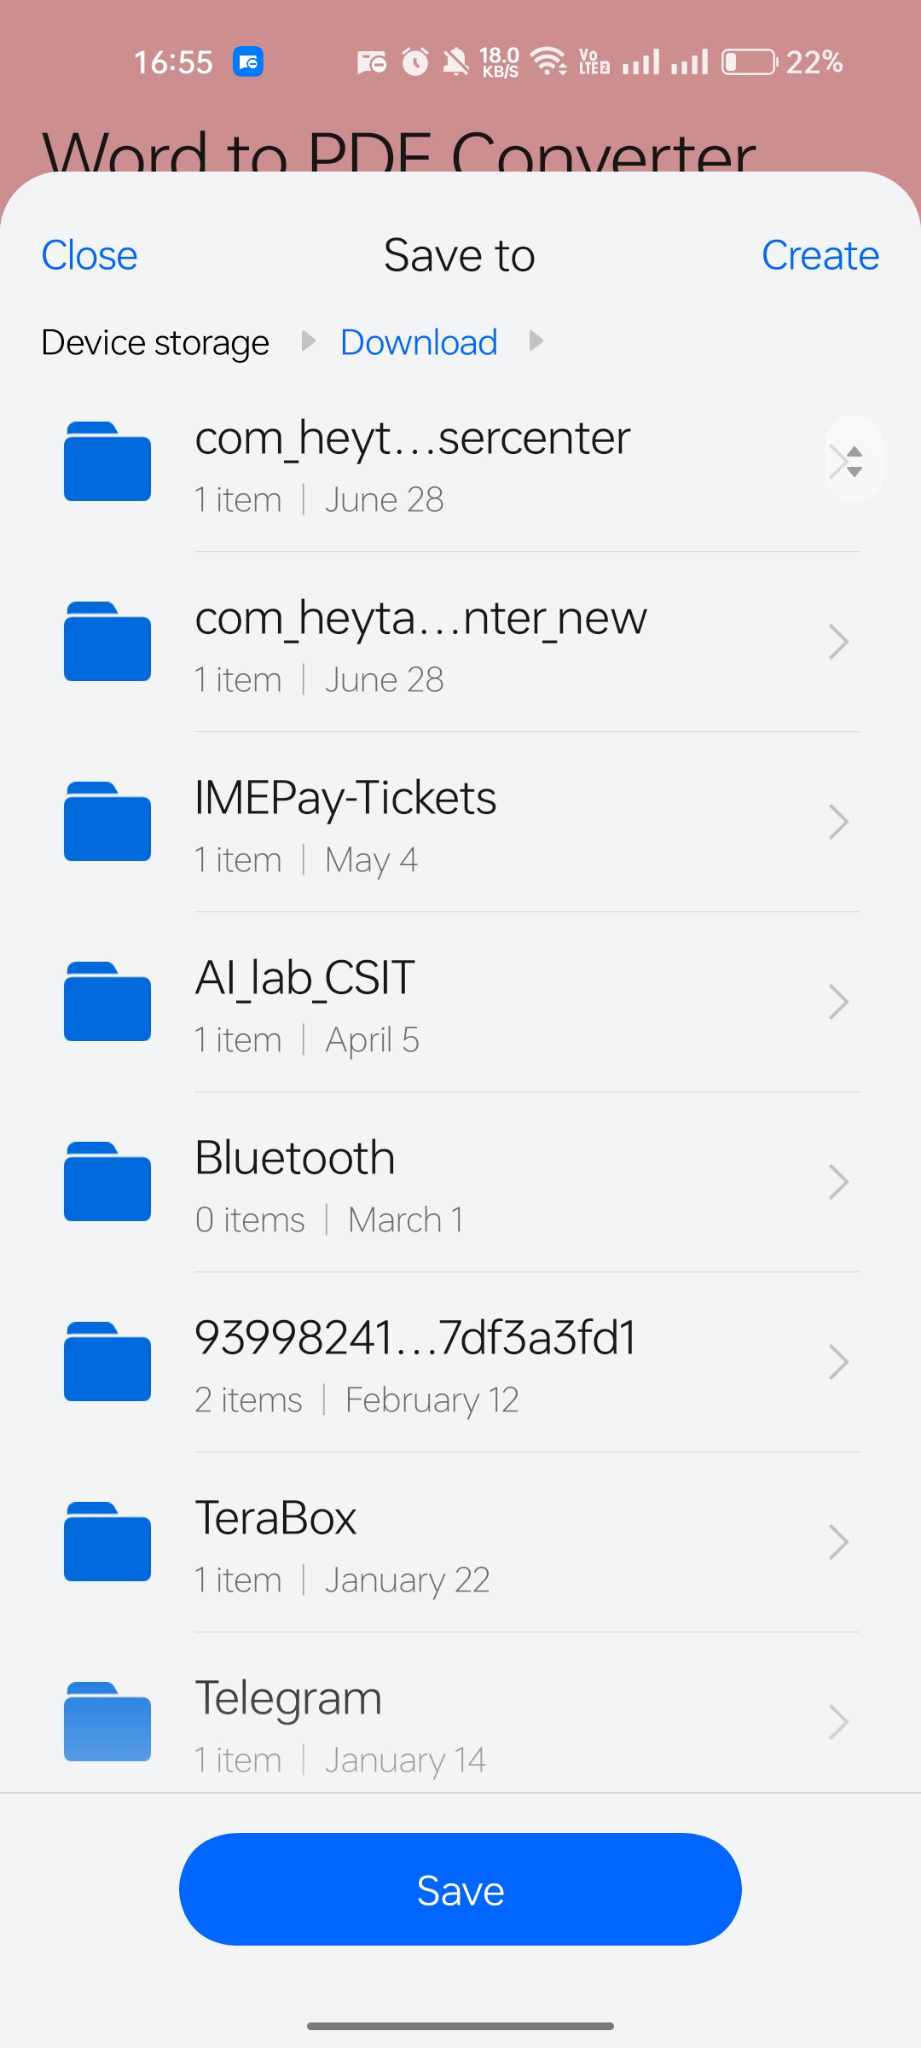 16:55 18.0 KB/S Vo LTE2 22%
Word to PDF Converter
Close Save to Create
Device storage Download
com_heyt...sercenter
1 item | June 28
com_heyta...nter_new
1 item | June 28
IMEPay-Tickets
1 item | May 4
AI_lab_CSIT
1 item | April 5
Bluetooth
0 items | March 1
93998241...7df3a3fd1
2 items | February 12
TeraBox
1 item | January 22
Telegram
1 item | January 14
Save